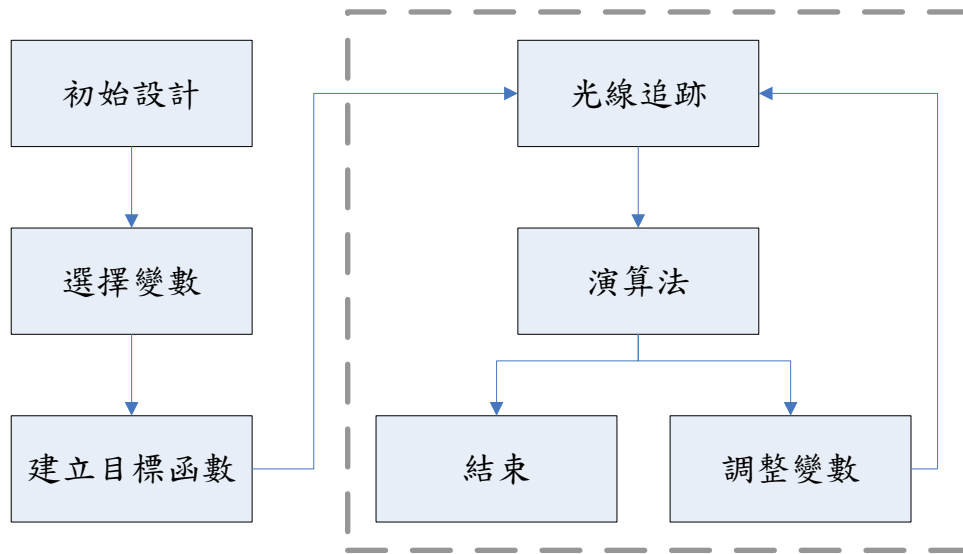 初始設計
選擇變數
建立目標函數
光線追跡
演算法
結束
調整變數